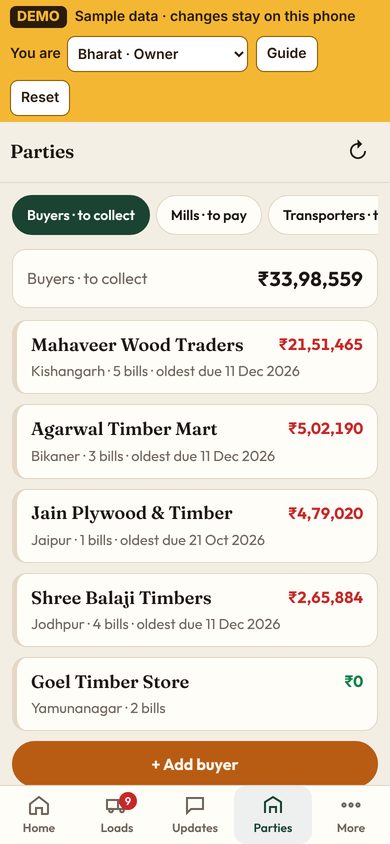 DEMO Sample data · changes stay on this phone
You are Bharat · Owner Guide
Reset
Parties
Buyers · to collect Mills · to pay Transporters · t
Buyers · to collect ₹33,98,559
Mahaveer Wood Traders ₹21,51,465
Kishangarh · 5 bills · oldest due 11 Dec 2026
Agarwal Timber Mart ₹5,02,190
Bikaner · 3 bills · oldest due 11 Dec 2026
Jain Plywood & Timber ₹4,79,020
Jaipur · 1 bills · oldest due 21 Oct 2026
Shree Balaji Timbers ₹2,65,884
Jodhpur · 4 bills · oldest due 11 Dec 2026
Goel Timber Store ₹0
Yamunanagar · 2 bills
+ Add buyer
9
Home Loads Updates Parties More